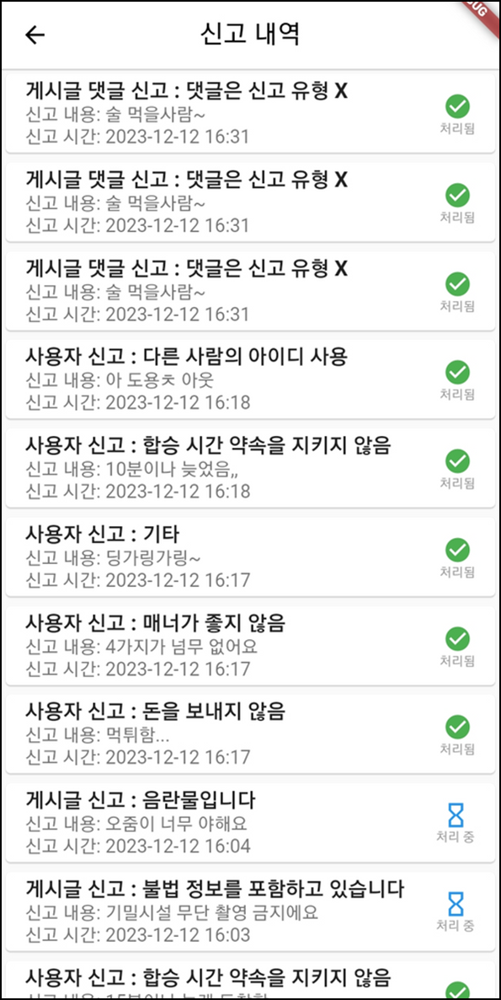 신고 내역
게시글 댓글 신고 : 댓글은 신고 유형 X
신고 내용: 술 먹을사람~
신고 시간: 2023-12-12 16:31
처리됨
게시글 댓글 신고 : 댓글은 신고 유형 X
신고 내용: 술 먹을사람~
신고 시간: 2023-12-12 16:31
처리됨
게시글 댓글 신고 : 댓글은 신고 유형 X
신고 내용: 술 먹을사람~
신고 시간: 2023-12-12 16:31
처리됨
사용자 신고 : 다른 사람의 아이디 사용
신고 내용: 아 도용ㅊ 아웃
신고 시간: 2023-12-12 16:18
처리됨
사용자 신고 : 합승 시간 약속을 지키지 않음
신고 내용: 10분이나 늦었음,,
신고 시간: 2023-12-12 16:18
처리됨
사용자 신고 : 기타
신고 내용: 딩가링가링~
신고 시간: 2023-12-12 16:17
처리됨
사용자 신고 : 매너가 좋지 않음
신고 내용: 4가지가 넘무 없어요
신고 시간: 2023-12-12 16:17
처리됨
사용자 신고 : 돈을 보내지 않음
신고 내용: 먹튀함...
신고 시간: 2023-12-12 16:17
처리됨
게시글 신고 : 음란물입니다
신고 내용: 오줌이 너무 야해요
신고 시간: 2023-12-12 16:04
처리 중
게시글 신고 : 불법 정보를 포함하고 있습니다
신고 내용: 기밀시설 무단 촬영 금지에요
신고 시간: 2023-12-12 16:03
처리 중
사용자 신고 : 합승 시간 약속을 지키지 않음